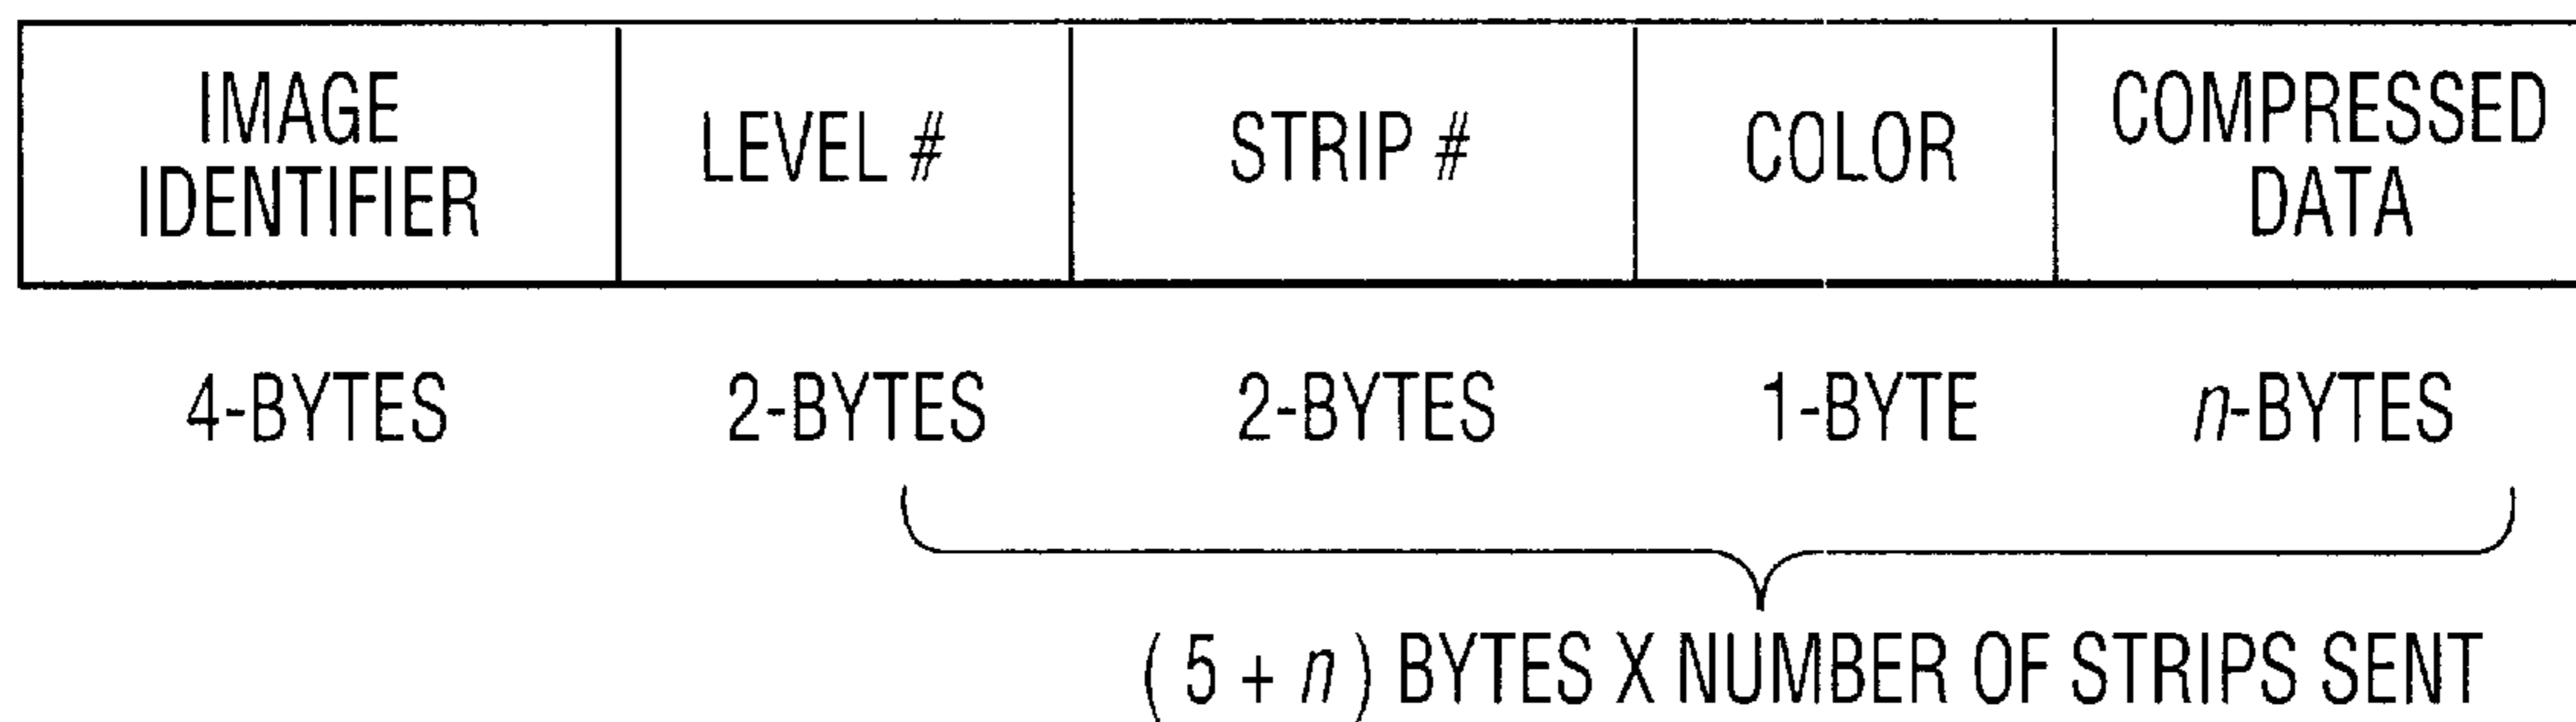 IMAGE
IDENTIFIER
LEVEL #
STRIP #
COLOR
COMPRESSED
DATA
4-BYTES
2-BYTES
2-BYTES
1-BYTE
n-BYTES
( 5 + n ) BYTES X NUMBER OF STRIPS SENT